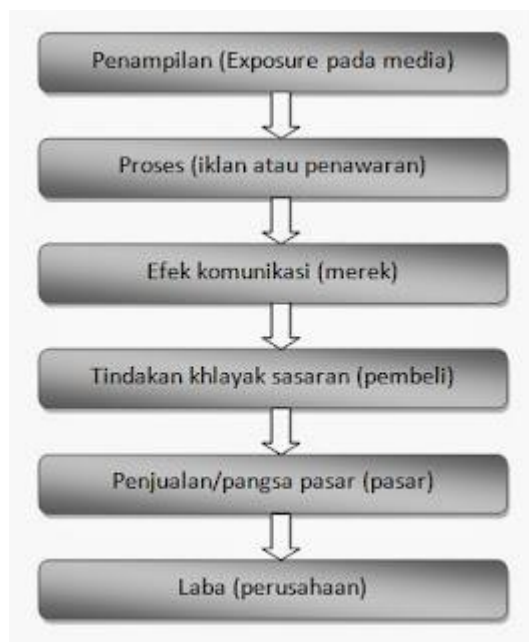 Penampilan (Exposure pada media)
Proses (iklan atau penawaran)
Efek komunikasi (merek)
Tindakan khlayak sasaran (pembeli)
Penjualan/pangsa pasar (pasar)
Laba (perusahaan)